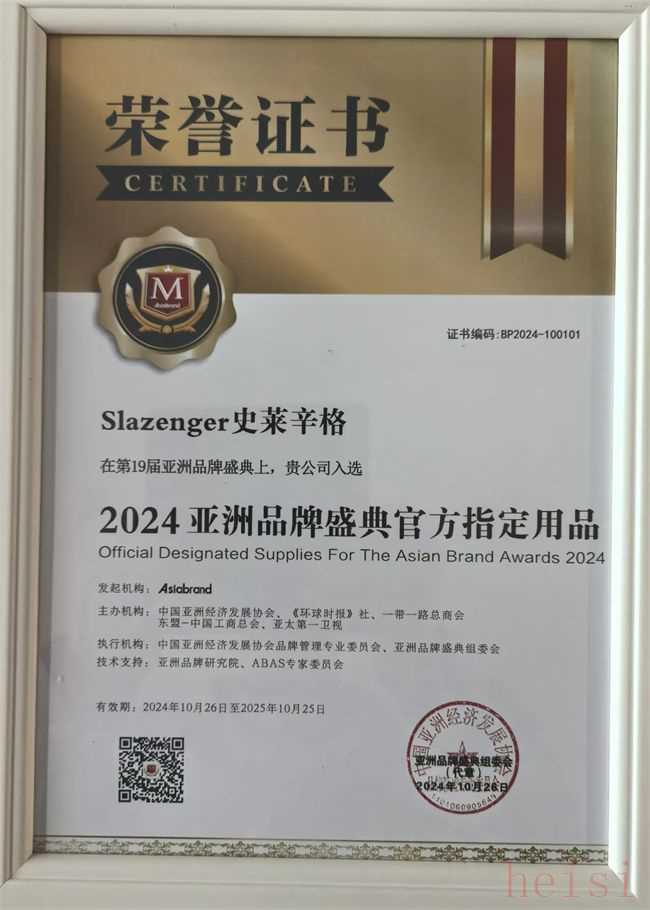 荣誉证书
CERTIFICATE
M
Asiabrand
证书编码:BP2024-100101
Slazenger史莱辛格
在第19届亚洲品牌盛典上，贵公司入选
2024亚洲品牌盛典官方指定用品
Official Designated Supplies For The Asian Brand Awards 2024
发起机构：Asiabrand
主办机构：中国亚洲经济发展协会、《环球时报》社、一带一路总商会
东盟-中国工商总会、亚太第一卫视
执行机构：中国亚洲经济发展协会品牌管理专业委员会、亚洲品牌盛典组委会
技术支持：亚洲品牌研究院、ABAS专家委员会
有效期：2024年10月26日至2025年10月25日
中国亚洲经济发展协会
亚洲品牌盛典组委会
(代章)
2024年10月26日
heisi